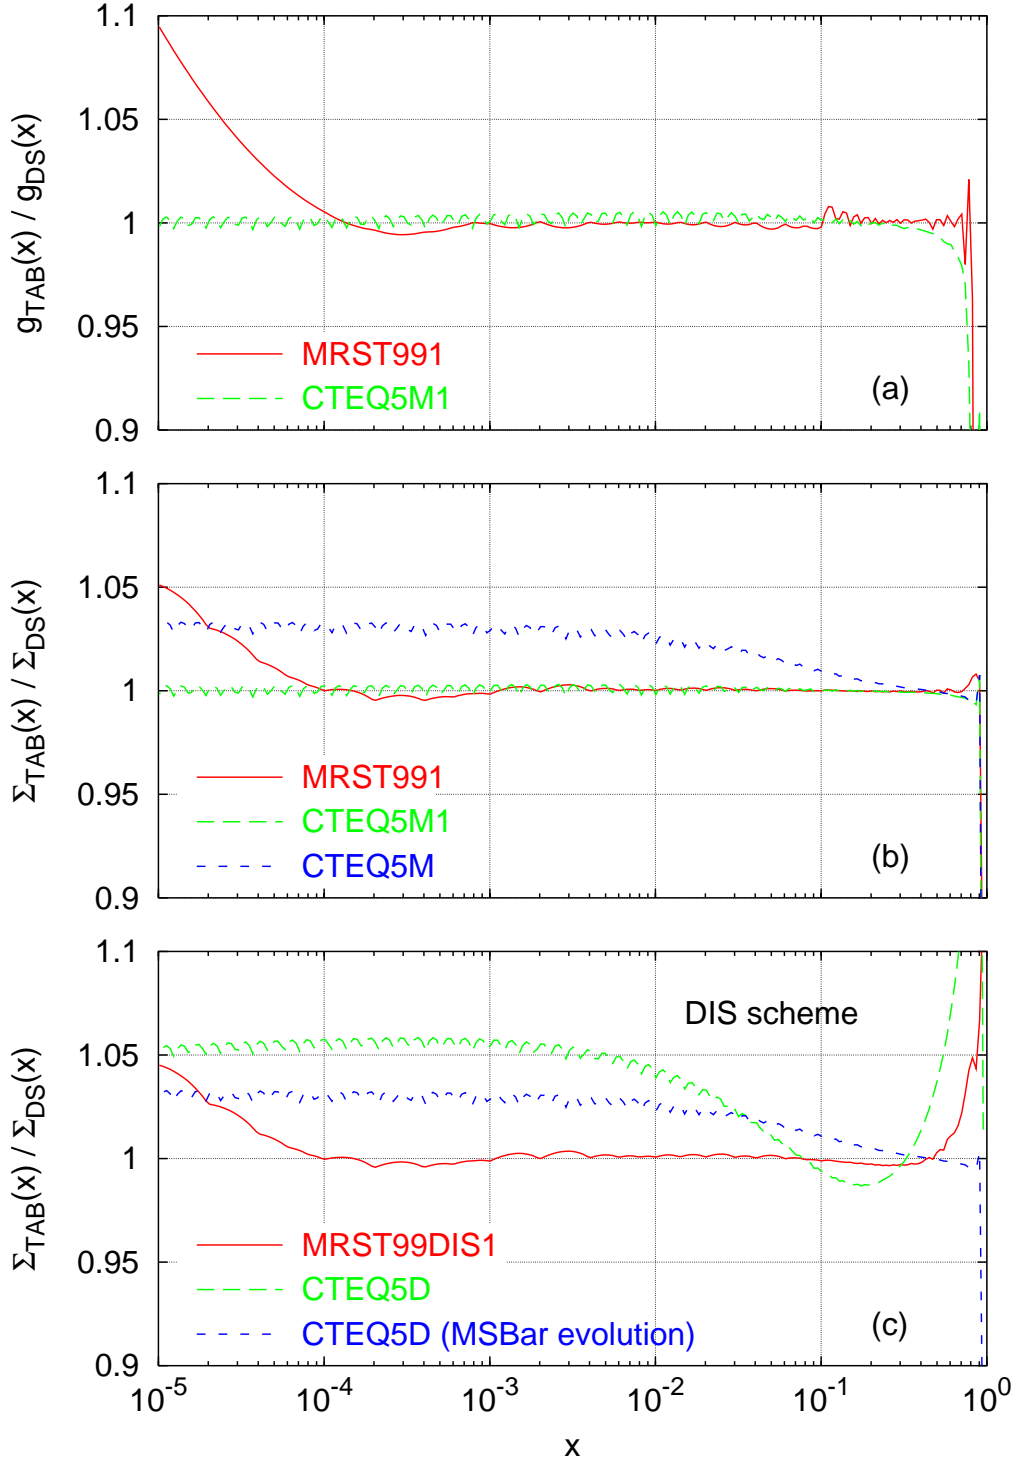 1.1
1.05
1
0.95
0.9
g_TAB(x) / g_DS(x)
MRST991
CTEQ5M1
(a)
1.1
1.05
1
0.95
0.9
Σ_TAB(x) / Σ_DS(x)
MRST991
CTEQ5M1
CTEQ5M
(b)
1.1
1.05
1
0.95
0.9
Σ_TAB(x) / Σ_DS(x)
DIS scheme
MRST99DIS1
CTEQ5D
CTEQ5D (MSBar evolution)
(c)
10^-5 10^-4 10^-3 10^-2 10^-1 10^0
x